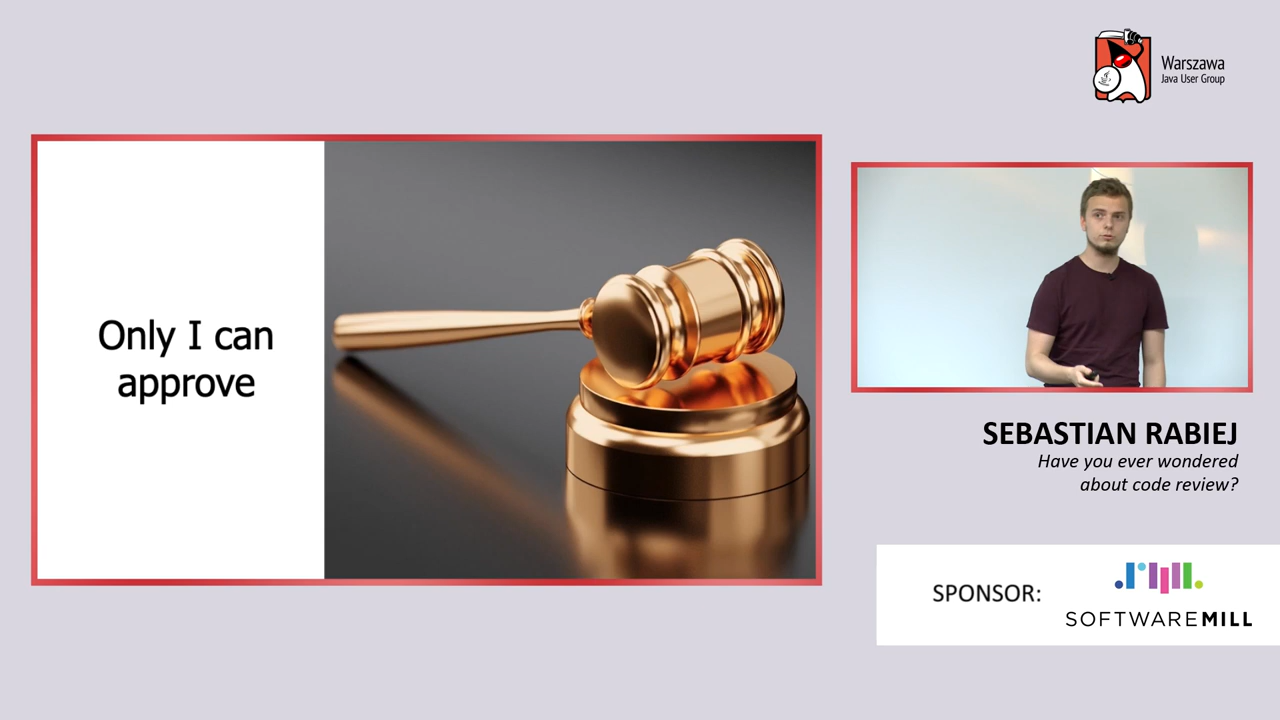 Warszawa
Java User Group
Only I can
approve
SEBASTIAN RABIEJ
Have you ever wondered
about code review?
SPONSOR:
SOFTWAREMILL